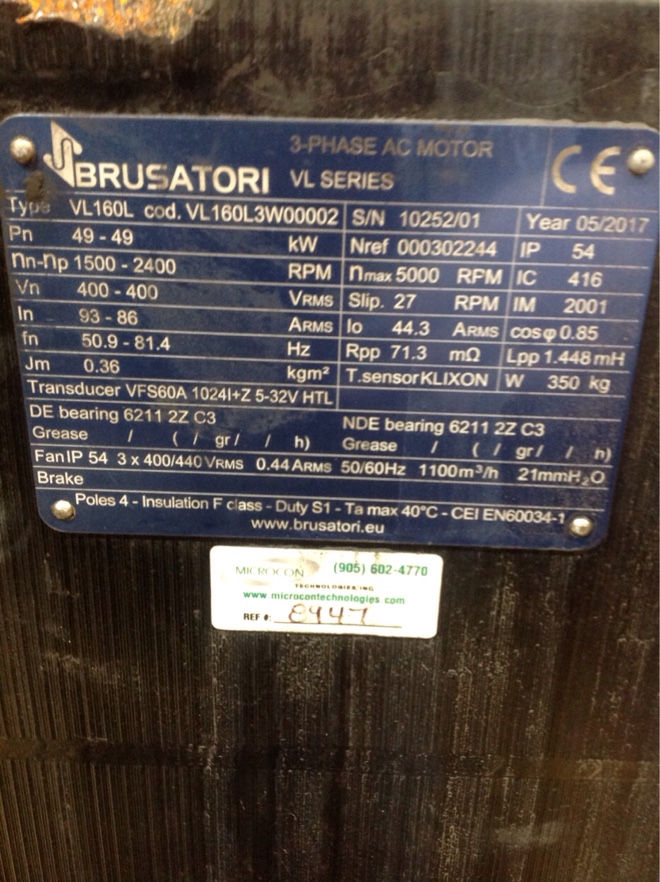 BRUSATORI
3-PHASE AC MOTOR
VL SERIES
CE
Type VL160L cod. VL160L3W00002
S/N 10252/01 Year 05/2017
Pn 49 - 49 kW
Nref 000302244 IP 54
nn-np 1500 - 2400 RPM
nmax 5000 RPM IC 416
Vn 400 - 400 VRMS
Slip. 27 RPM IM 2001
In 93 - 86 ARMS
Io 44.3 ARMS cosφ 0.85
fn 50.9 - 81.4 Hz
Rpp 71.3 mΩ Lpp 1.448 mH
Jm 0.36 kgm²
T.sensor KLIXON W 350 kg
Transducer VFS60A 1024I+Z 5-32V HTL
DE bearing 6211 2Z C3
NDE bearing 6211 2Z C3
Grease / ( / gr / / h)
Grease / ( / gr / / h)
Fan IP 54 3 x 400/440 VRMS 0.44 ARMS 50/60Hz 1100m³/h 21mmH₂O
Brake
Poles 4 - Insulation F class - Duty S1 - Ta max 40°C - CEI EN60034-1
www.brusatori.eu
MICROCON (905) 602-4770
TECHNOLOGIES INC.
www.microcontechnologies.com
REF #: 8947